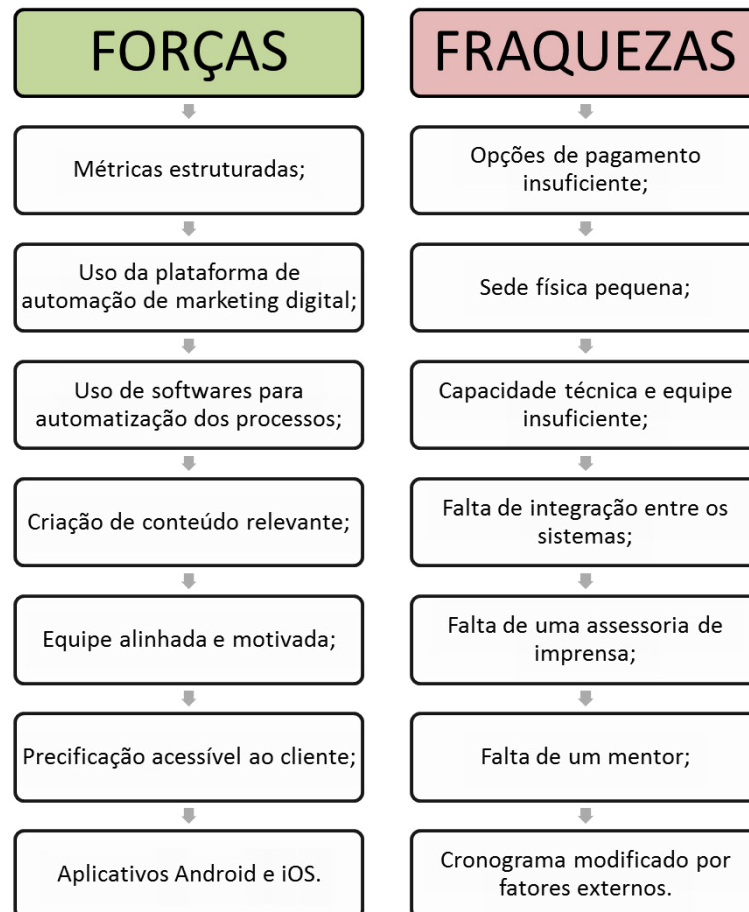 FORÇAS
Métricas estruturadas;
Uso da plataforma de
automação de marketing digital;
Uso de softwares para
automatização dos processos;
Criação de conteúdo relevante;
Equipe alinhada e motivada;
Precificação acessível ao cliente;
Aplicativos Android e iOS.
FRAQUEZAS
Opções de pagamento
insuficiente;
Sede física pequena;
Capacidade técnica e equipe
insuficiente;
Falta de integração entre os
sistemas;
Falta de uma assessoria de
imprensa;
Falta de um mentor;
Cronograma modificado por
fatores externos.